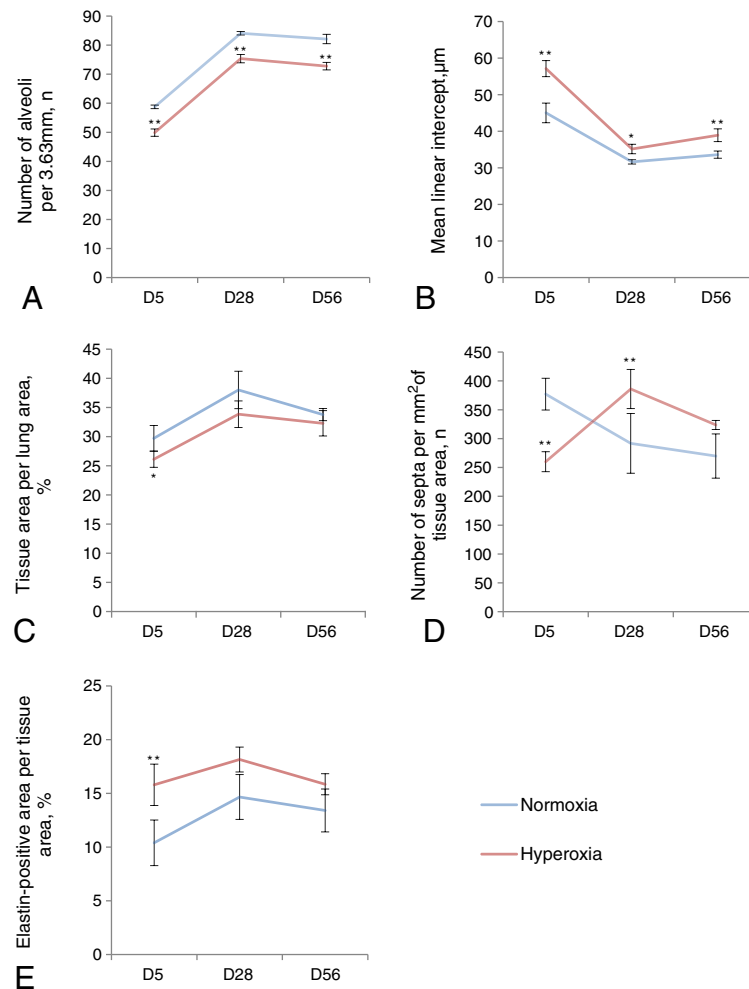 Number of alveoli
per 3.63mm, n
90
80
70
60
50
40
30
20
10
0
**
**
**
D5
D28
D56
A
Mean linear intercept,µm
70
60
50
40
30
20
10
0
**
*
**
D5
D28
D56
B
Tissue area per lung area,
%
45
40
35
30
25
20
15
10
5
0
*
D5
D28
D56
C
Number of septa per mm²of
tissue area, n
450
400
350
300
250
200
150
100
50
0
**
**
D5
D28
D56
D
Elastin-positive area per tissue
area, %
25
20
15
10
5
0
**
D5
D28
D56
E
Normoxia
Hyperoxia